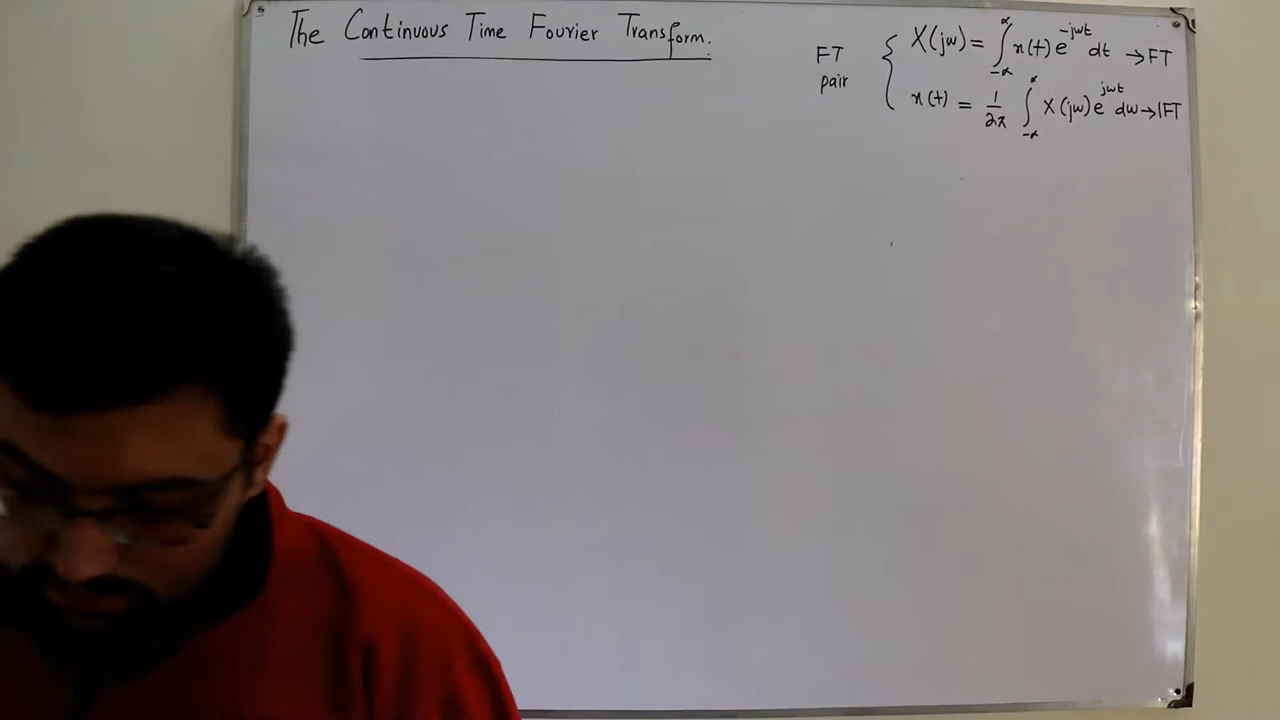 The Continuous Time Fourier Transform.
FT pair { X(jω) = ∫_{-∞}^{∞} x(t) e^{-jωt} dt → FT
x(t) = 1/2π ∫_{-∞}^{∞} X(jω) e^{jωt} dω → IFT